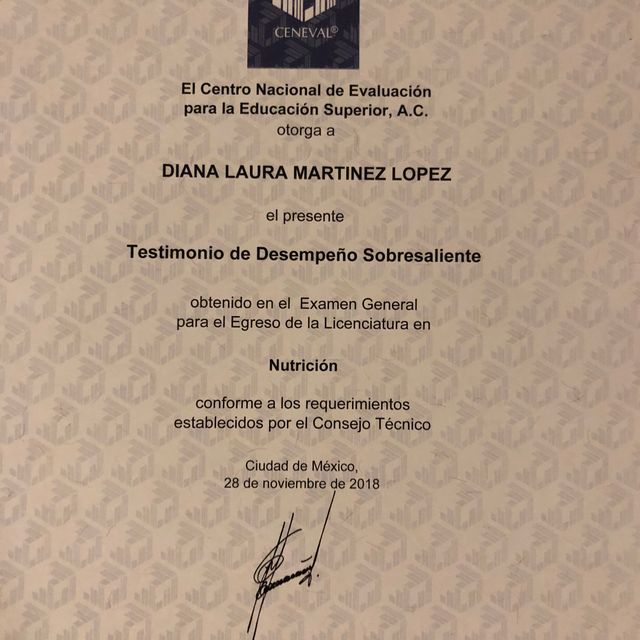 CENEVAL®
El Centro Nacional de Evaluación
para la Educación Superior, A.C.
otorga a
DIANA LAURA MARTINEZ LOPEZ
el presente
Testimonio de Desempeño Sobresaliente
obtenido en el Examen General
para el Egreso de la Licenciatura en
Nutrición
conforme a los requerimientos
establecidos por el Consejo Técnico
Ciudad de México,
28 de noviembre de 2018